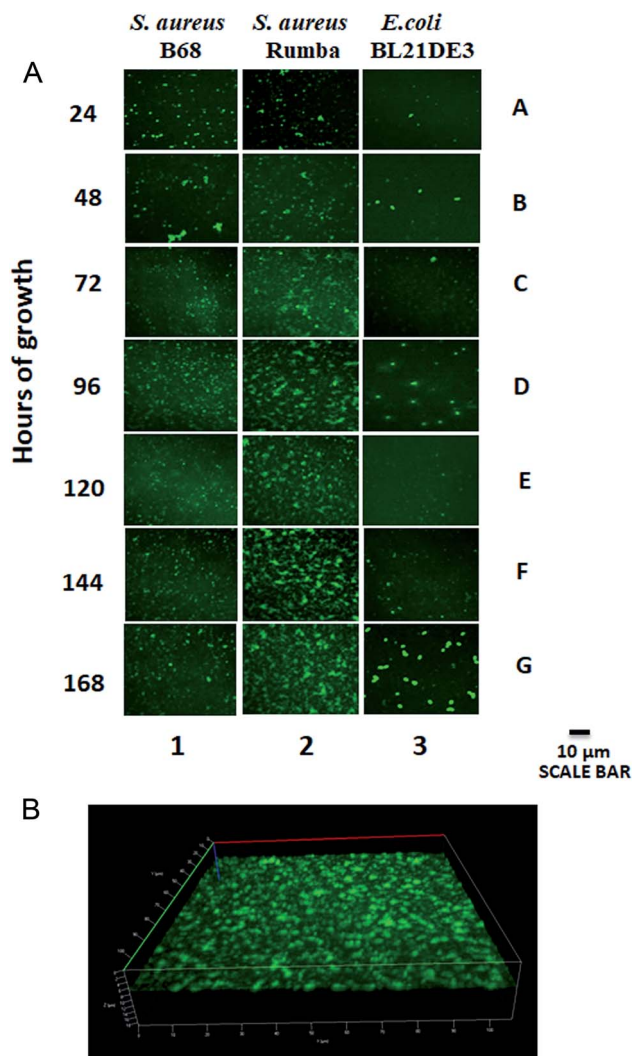 S. aureus S. aureus E.coli
B68 Rumba BL21DE3
A
24 A
48 B
72 C
96 D
120 E
144 F
168 G
Hours of growth
1 2 3
10 µm
SCALE BAR
B